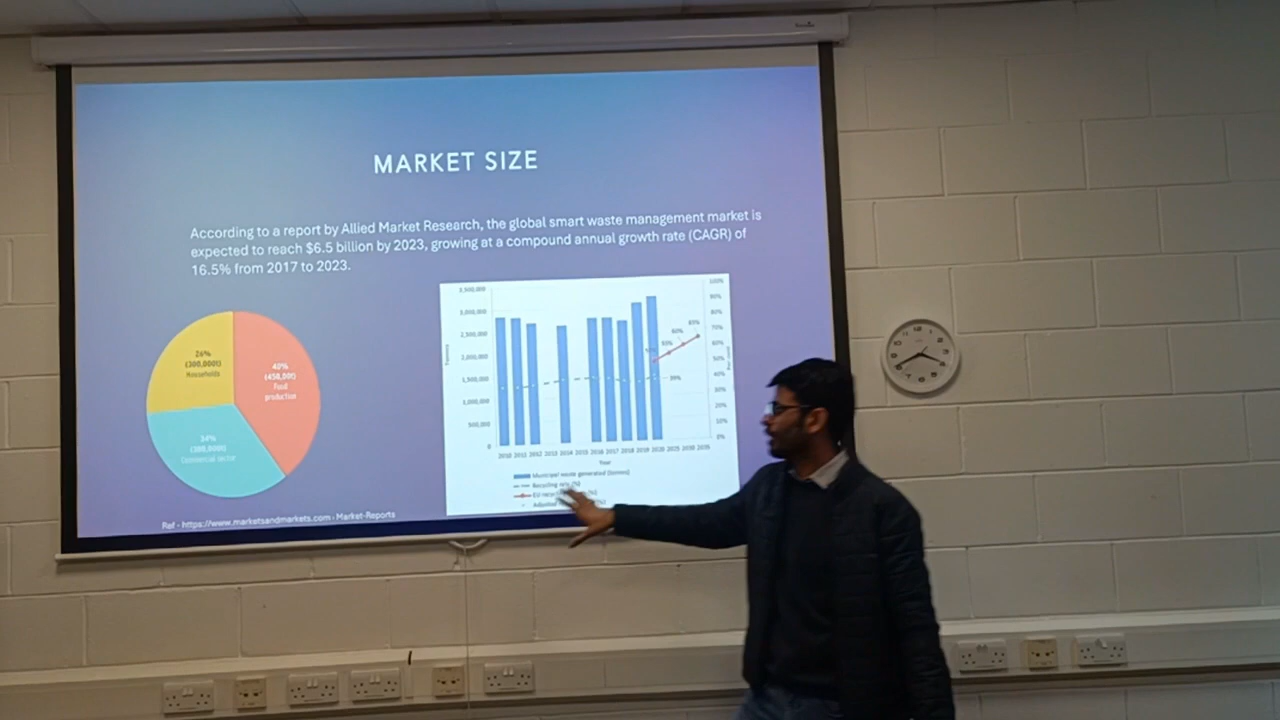 MARKET SIZE
According to a report by Allied Market Research, the global smart waste management market is
expected to reach $6.5 billion by 2023, growing at a compound annual growth rate (CAGR) of
16.5% from 2017 to 2023.
26%
(300,000t)
Households
40%
(450,00t)
Food
production
34%
Commercial sector
3,500,000
3,000,000
2,500,000
2,000,000
1,500,000
1,000,000
500,000
0
100%
90%
80%
70%
60%
50%
40%
30%
20%
10%
0%
39%
2010 2011 2012 2013 2014 2015 2016 2017 2018 2019 2020 2025 2030 2035
Year
Municipal waste generated (tonnes)
Recycling rate (%)
EU
Ref - https://www.marketsandmarkets.com › Market-Reports